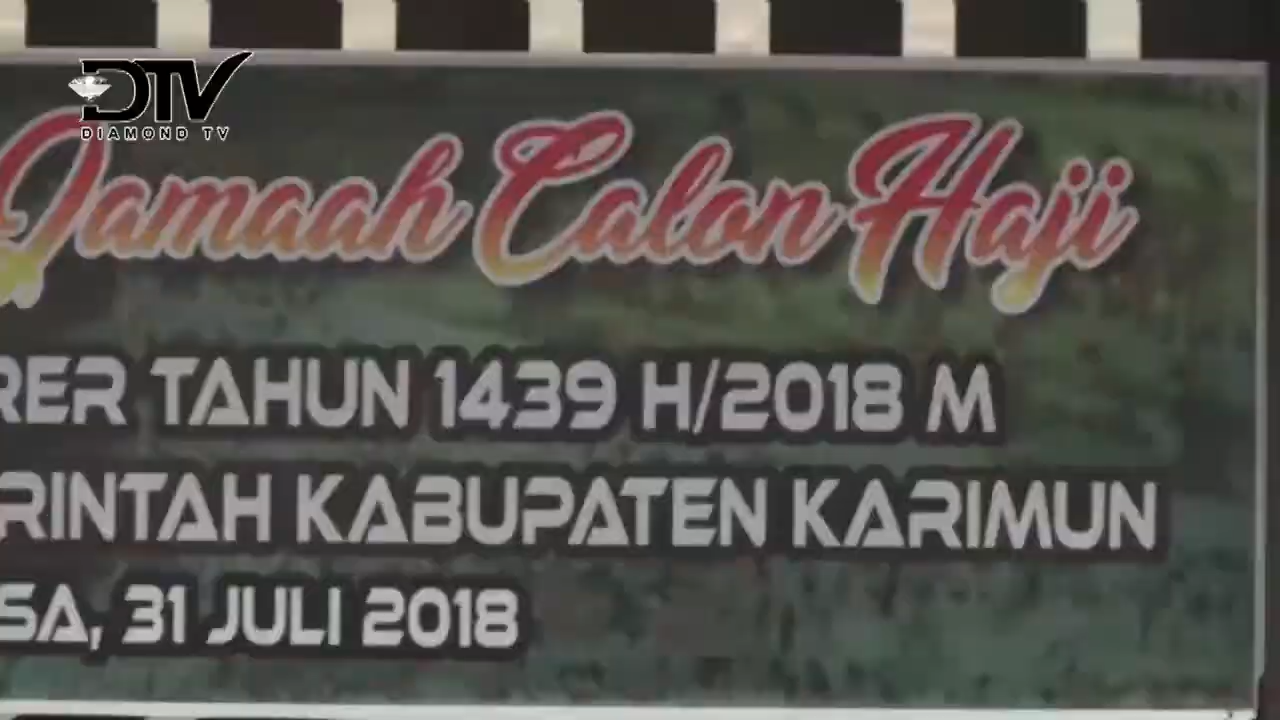 DTV
DIAMOND TV
Jamaah Calon Haji
RER TAHUN 1439 H/2018 M
RINTAH KABUPATEN KARIMUN
SA, 31 JULI 2018